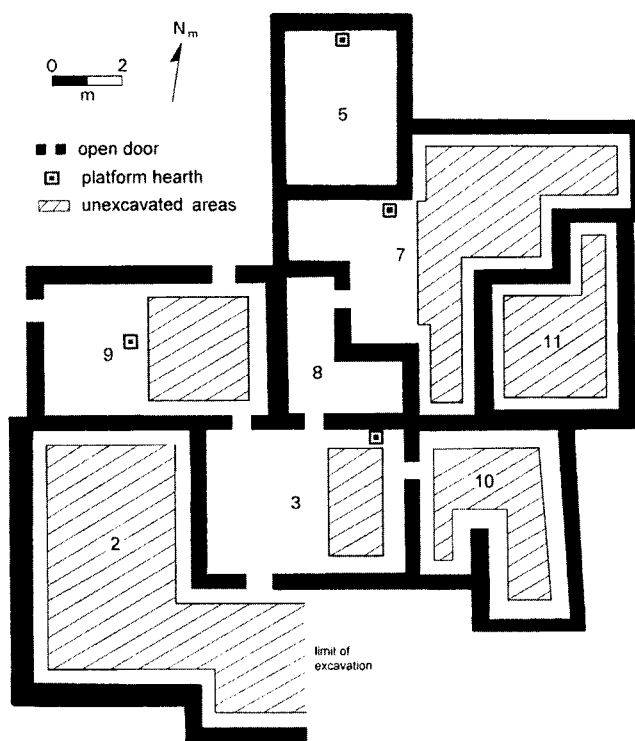 Nm
0 2
m
open door
platform hearth
unexcavated areas
5
7
11
9
8
3
10
2
limit of
excavation